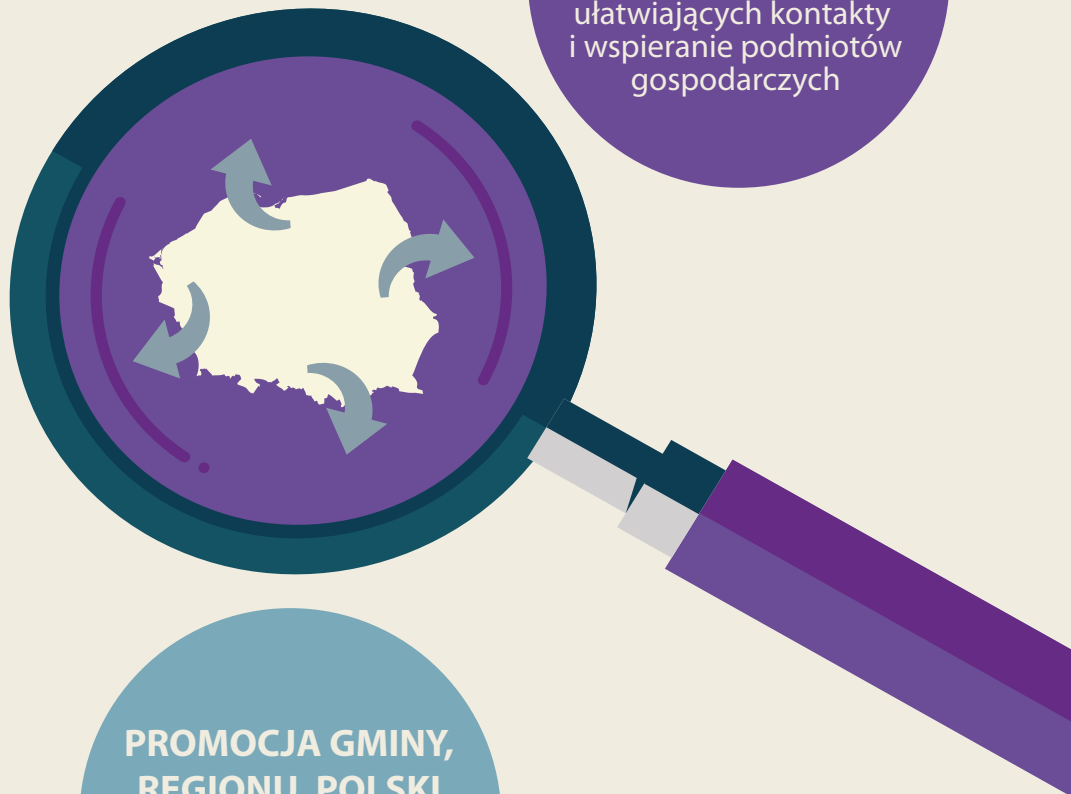 ułatwiających kontakty
i wspieranie podmiotów
gospodarczych
PROMOCJA GMINY,
REGIONU, POLSKI